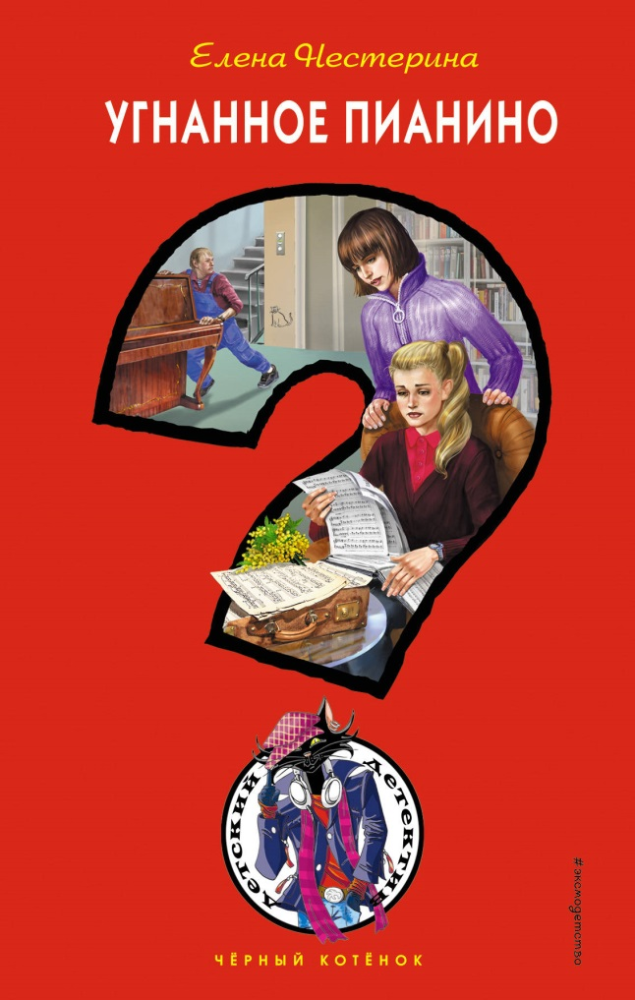 Елена Нестерина
УГНАННОЕ ПИАНИНО
детский детектив
ЧЁРНЫЙ КОТЁНОК
#эксмодетство